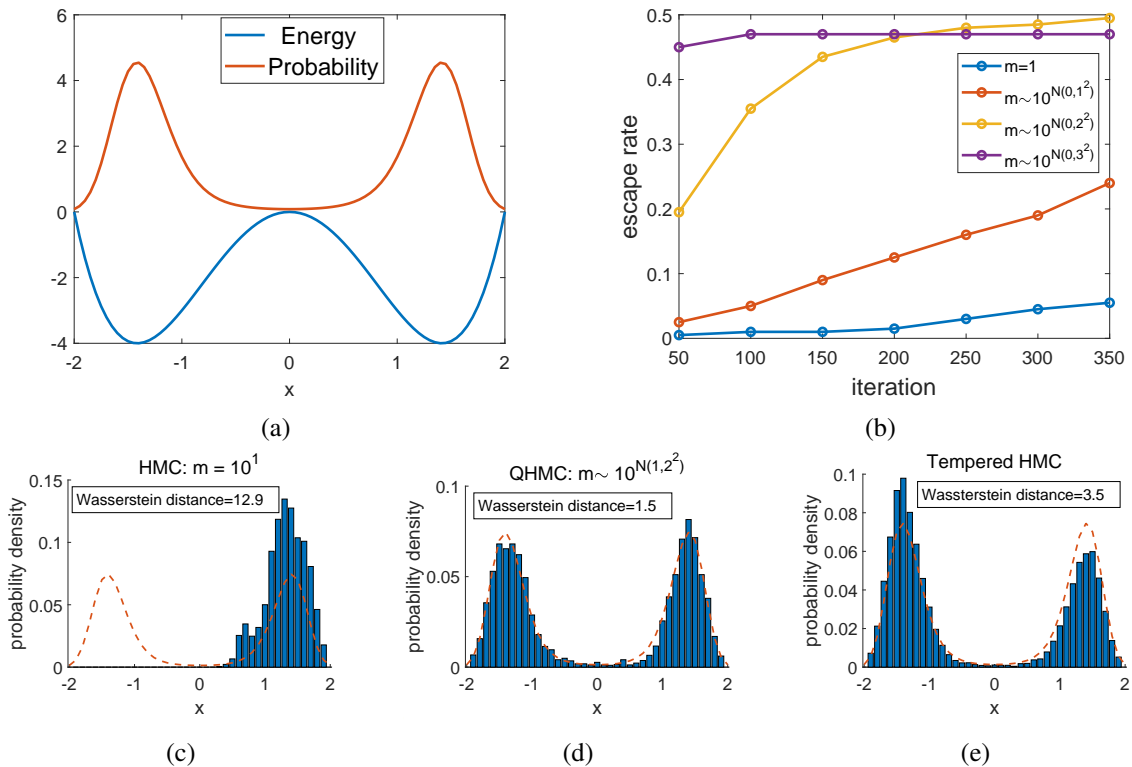 6
4
2
0
-2
-4
-2
-1
0
1
2
x
Energy
Probability
(a)
0.5
0.4
0.3
0.2
0.1
0
50
100
150
200
250
300
350
escape rate
iteration
m=1
m~10^N(0,1^2)
m~10^N(0,2^2)
m~10^N(0,3^2)
(b)
HMC: m = 10^1
Wasserstein distance=12.9
probability density
0.15
0.1
0.05
0
-2
-1
0
1
2
x
(c)
QHMC: m~ 10^N(1,2^2)
Wasserstein distance=1.5
probability density
0.1
0.05
0
-2
-1
0
1
2
x
(d)
Tempered HMC
Wassterstein distance=3.5
probability density
0.1
0.08
0.06
0.04
0.02
0
-2
-1
0
1
2
x
(e)